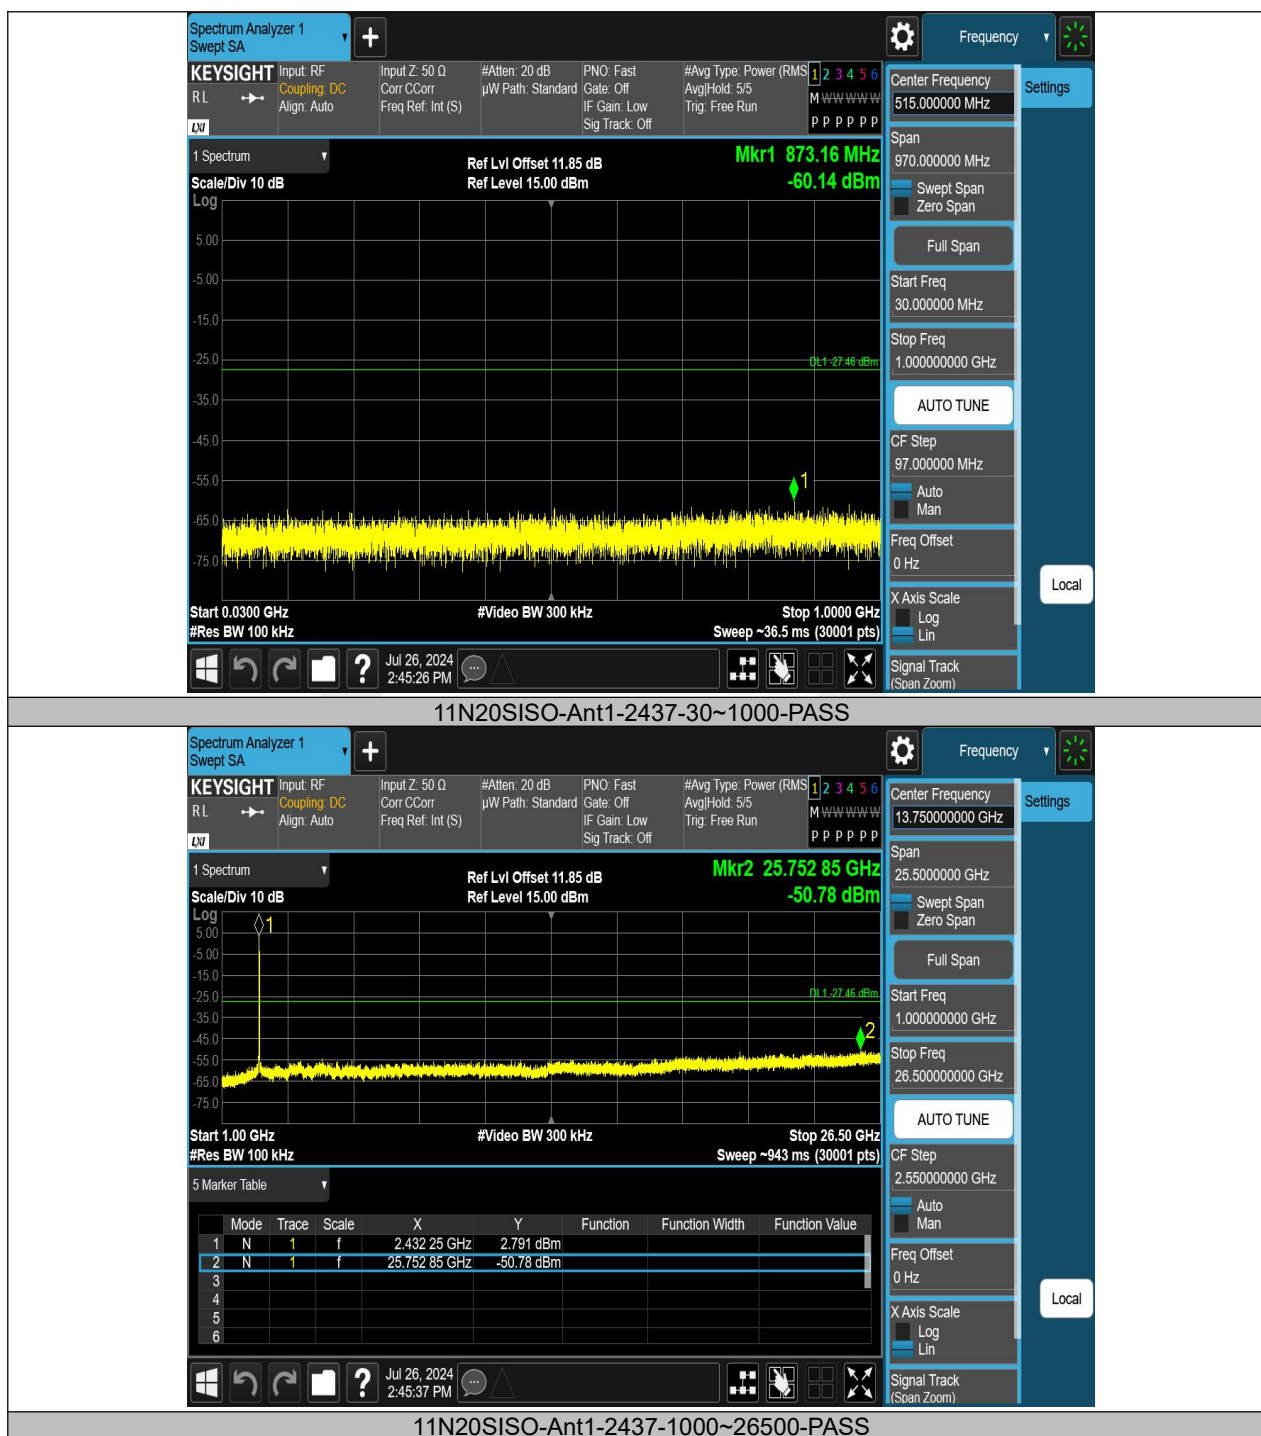 Spectrum Analyzer 1
Swept SA
+
Frequency
KEYSIGHT
R L
LXI
Input: RF
Coupling: DC
Align: Auto
Input Z: 50 Ω
Corr CCorr
Freq Ref: Int (S)
#Atten: 20 dB
µW Path: Standard
PNO: Fast
Gate: Off
IF Gain: Low
Sig Track: Off
#Avg Type: Power (RMS
Avg|Hold: 5/5
Trig: Free Run
1 2 3 4 5 6
M W W W W W
P P P P P P
Center Frequency
515.000000 MHz
Settings
Span
970.000000 MHz
Swept Span
Zero Span
Full Span
Start Freq
30.000000 MHz
Stop Freq
1.000000000 GHz
AUTO TUNE
CF Step
97.000000 MHz
Auto
Man
Freq Offset
0 Hz
X Axis Scale
Log
Lin
Signal Track
(Span Zoom)
Local
1 Spectrum
Scale/Div 10 dB
Log
Ref Lvl Offset 11.85 dB
Ref Level 15.00 dBm
Mkr1 873.16 MHz
-60.14 dBm
5.00
-5.00
-15.0
-25.0
DL1 -27.46 dBm
-35.0
-45.0
-55.0
1
-65.0
-75.0
Start 0.0300 GHz
#Video BW 300 kHz
Stop 1.0000 GHz
#Res BW 100 kHz
Sweep ~36.5 ms (30001 pts)
?
Jul 26, 2024
2:45:26 PM
11N20SISO-Ant1-2437-30~1000-PASS
Spectrum Analyzer 1
Swept SA
+
Frequency
KEYSIGHT
R L
LXI
Input: RF
Coupling: DC
Align: Auto
Input Z: 50 Ω
Corr CCorr
Freq Ref: Int (S)
#Atten: 20 dB
µW Path: Standard
PNO: Fast
Gate: Off
IF Gain: Low
Sig Track: Off
#Avg Type: Power (RMS
Avg|Hold: 5/5
Trig: Free Run
1 2 3 4 5 6
M W W W W W
P P P P P P
Center Frequency
13.750000000 GHz
Settings
Span
25.5000000 GHz
Swept Span
Zero Span
Full Span
Start Freq
1.000000000 GHz
Stop Freq
26.500000000 GHz
AUTO TUNE
CF Step
2.550000000 GHz
Auto
Man
Freq Offset
0 Hz
X Axis Scale
Log
Lin
Signal Track
(Span Zoom)
Local
1 Spectrum
Scale/Div 10 dB
Log
Ref Lvl Offset 11.85 dB
Ref Level 15.00 dBm
Mkr2 25.752 85 GHz
-50.78 dBm
1
5.00
-5.00
-15.0
-25.0
DL1 -27.46 dBm
-35.0
2
-45.0
-55.0
-65.0
-75.0
Start 1.00 GHz
#Video BW 300 kHz
Stop 26.50 GHz
#Res BW 100 kHz
Sweep ~943 ms (30001 pts)
5 Marker Table
Mode Trace Scale X Y Function Function Width Function Value
1 N 1 f 2.432 25 GHz 2.791 dBm
2 N 1 f 25.752 85 GHz -50.78 dBm
3
4
5
6
?
Jul 26, 2024
2:45:37 PM
11N20SISO-Ant1-2437-1000~26500-PASS